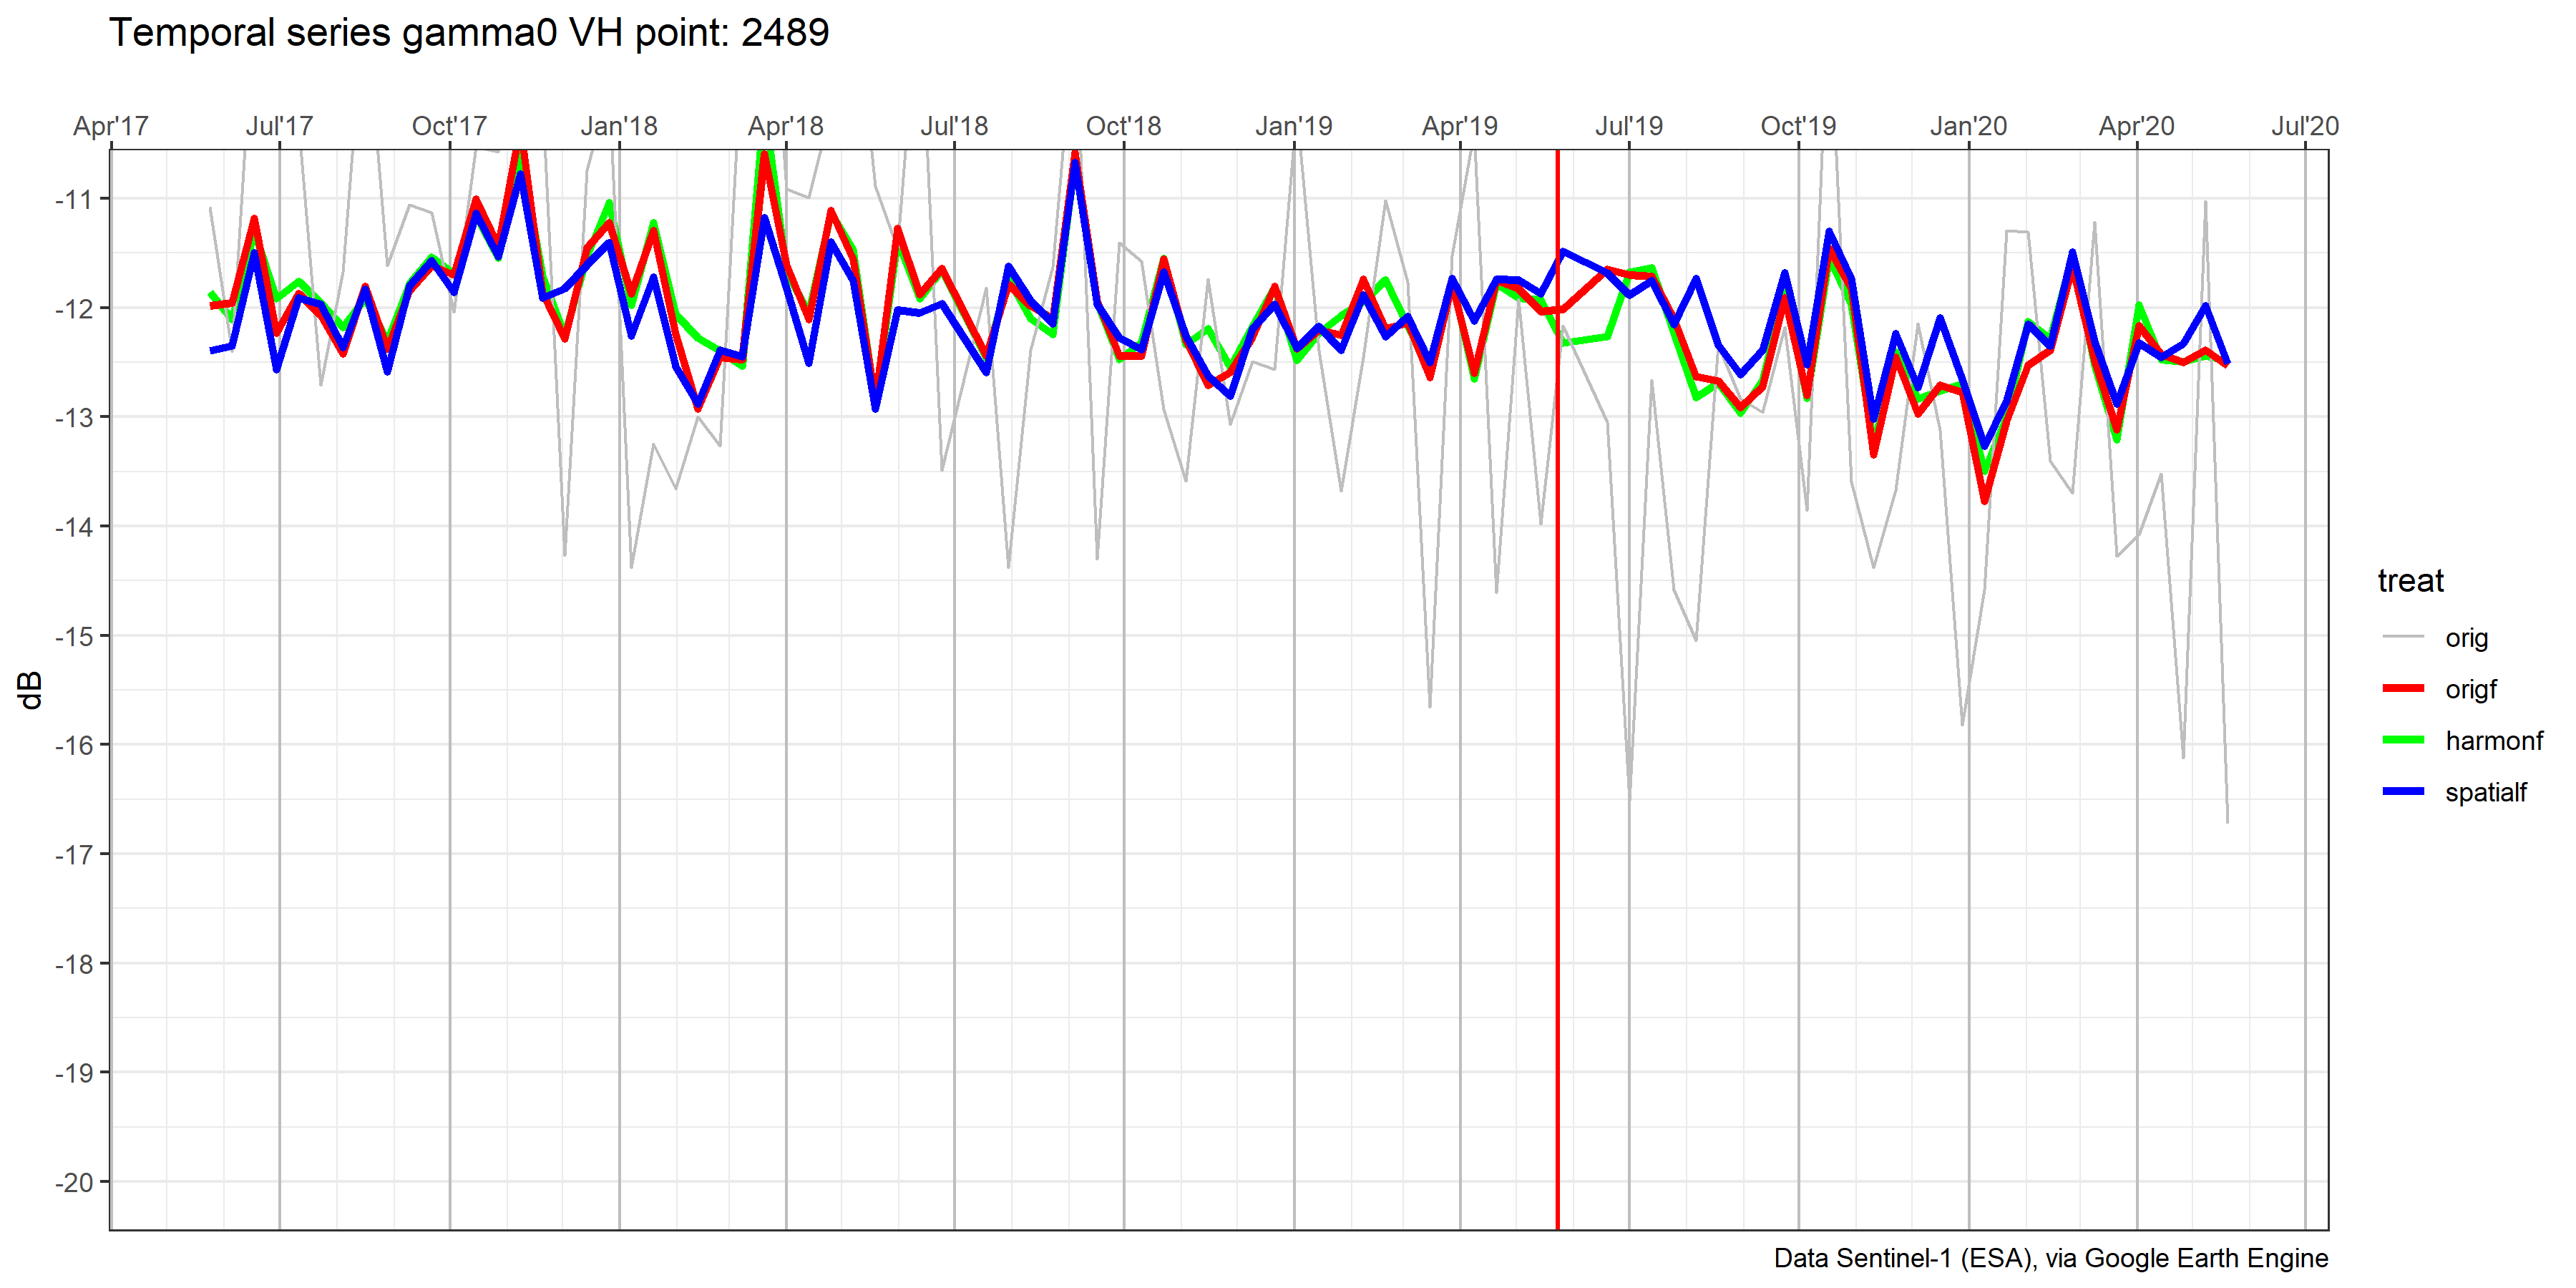 Temporal series gamma0 VH point: 2489
Apr'17 Jul'17 Oct'17 Jan'18 Apr'18 Jul'18 Oct'18 Jan'19 Apr'19 Jul'19 Oct'19 Jan'20 Apr'20 Jul'20
-11
-12
-13
-14
-15
-16
-17
-18
-19
-20
dB
treat
orig
origf
harmonf
spatialf
Data Sentinel-1 (ESA), via Google Earth Engine